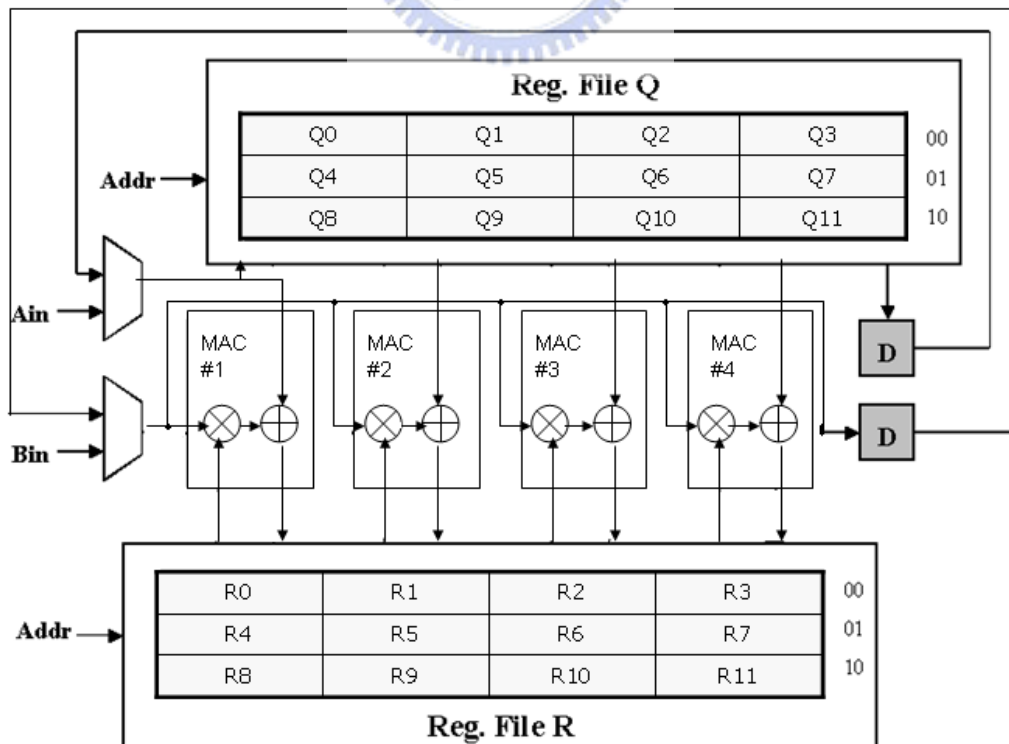 Reg. File Q
Q0 Q1 Q2 Q3 00
Addr
Q4 Q5 Q6 Q7 01
Q8 Q9 Q10 Q11 10
Ain
MAC #1
MAC #2
MAC #3
MAC #4
D
Bin
D
R0 R1 R2 R3 00
Addr
R4 R5 R6 R7 01
R8 R9 R10 R11 10
Reg. File R